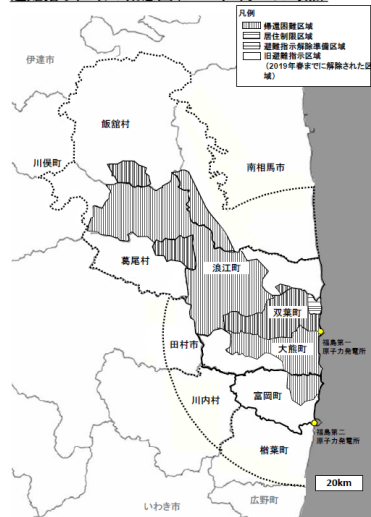 凡例
帰還困難区域
居住制限区域
避難指示解除準備区域
旧避難指示区域
(2019年春までに解除された区
域)
伊達市
飯舘村
川俣町
南相馬市
葛尾村
浪江町
双葉町
田村市
大熊町
福島第一
原子力発電所
川内村
富岡町
福島第二
原子力発電所
楢葉町
20km
いわき市
広野町